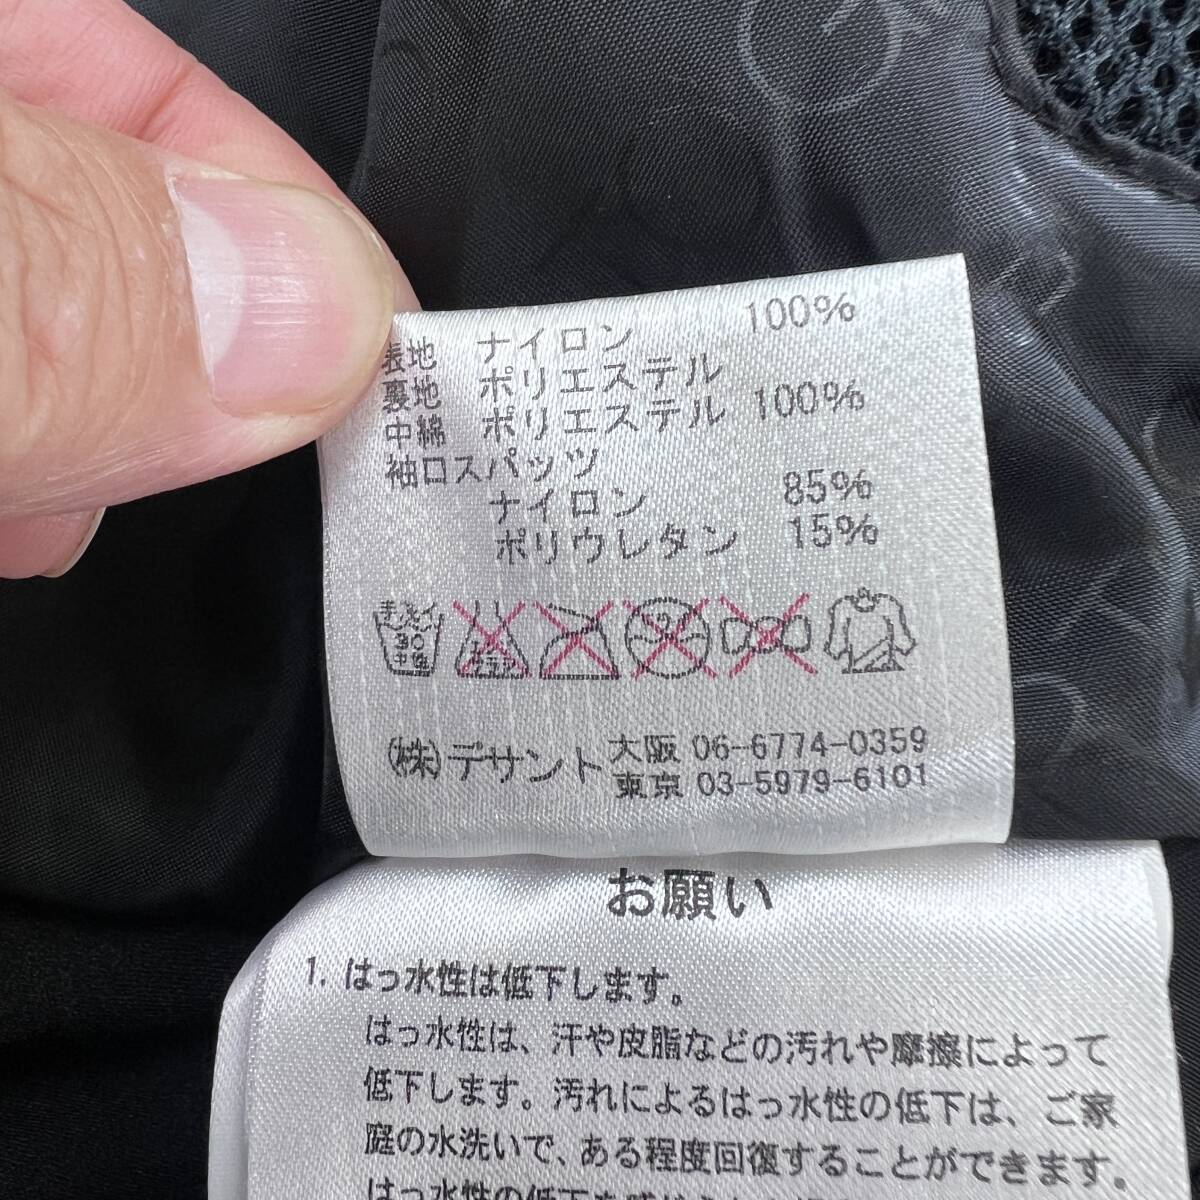 表地 ナイロン 100%
裏地 ポリエステル
中綿 ポリエステル 100%
袖口スパッツ
ナイロン 85%
ポリウレタン 15%
手洗イ 30 中性
エンソサラシ
(株)デサント 大阪 06-6774-0359
東京 03-5979-6101
お願い
1. はっ水性は低下します。
はっ水性は、汗や皮脂などの汚れや摩擦によって
低下します。汚れによるはっ水性の低下は、ご家
庭の水洗いで、ある程度回復することができます。